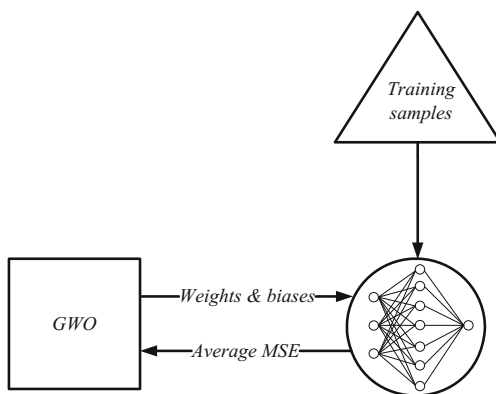 Training
samples
Weights & biases
GWO
Average MSE